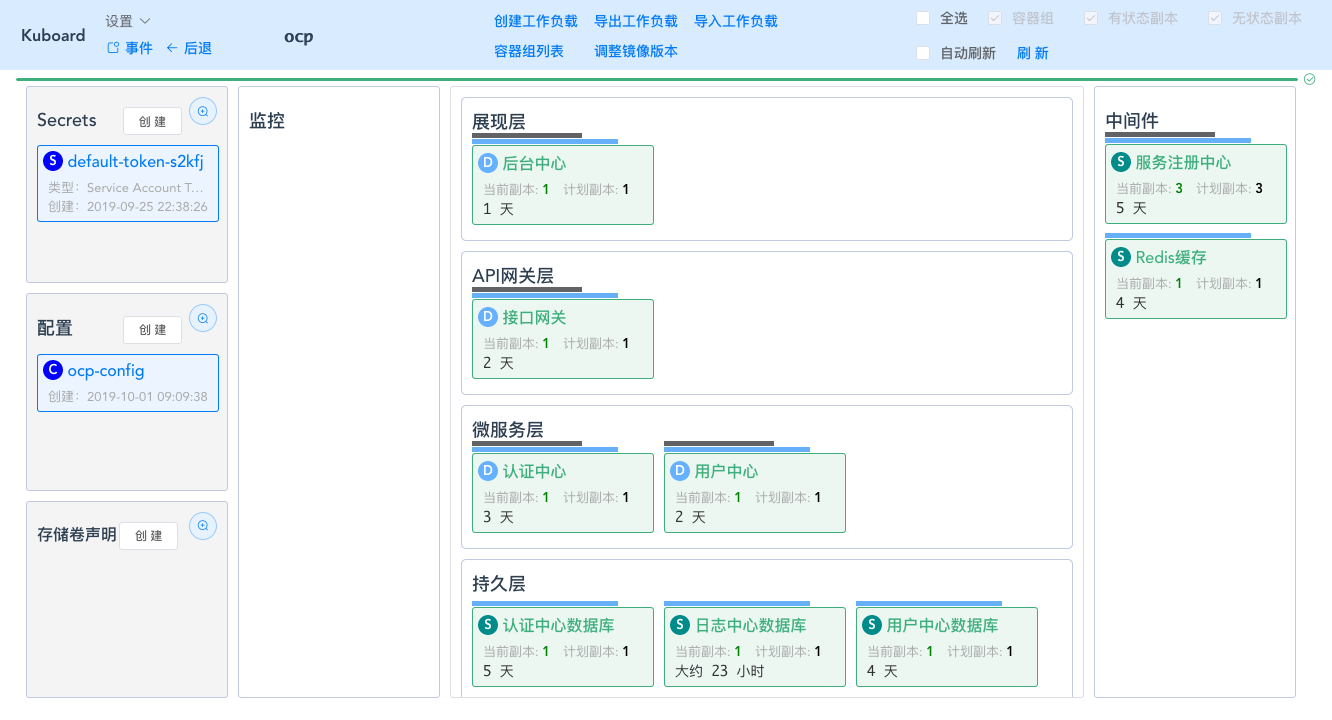 Kuboard
设置
事件 后退
ocp
创建工作负载 导出工作负载 导入工作负载
容器组列表 调整镜像版本
全选 容器组 有状态副本 无状态副本
自动刷新 刷 新
Secrets 创 建
S default-token-s2kfj
类型: Service Account T...
创建: 2019-09-25 22:38:26
配置 创 建
C ocp-config
创建: 2019-10-01 09:09:38
存储卷声明 创 建
监控
展现层
D 后台中心
当前副本: 1 计划副本: 1
1 天
API网关层
D 接口网关
当前副本: 1 计划副本: 1
2 天
微服务层
D 认证中心
当前副本: 1 计划副本: 1
3 天
D 用户中心
当前副本: 1 计划副本: 1
2 天
持久层
S 认证中心数据库
当前副本: 1 计划副本: 1
5 天
S 日志中心数据库
当前副本: 1 计划副本: 1
大约 23 小时
S 用户中心数据库
当前副本: 1 计划副本: 1
4 天
中间件
S 服务注册中心
当前副本: 3 计划副本: 3
5 天
S Redis缓存
当前副本: 1 计划副本: 1
4 天